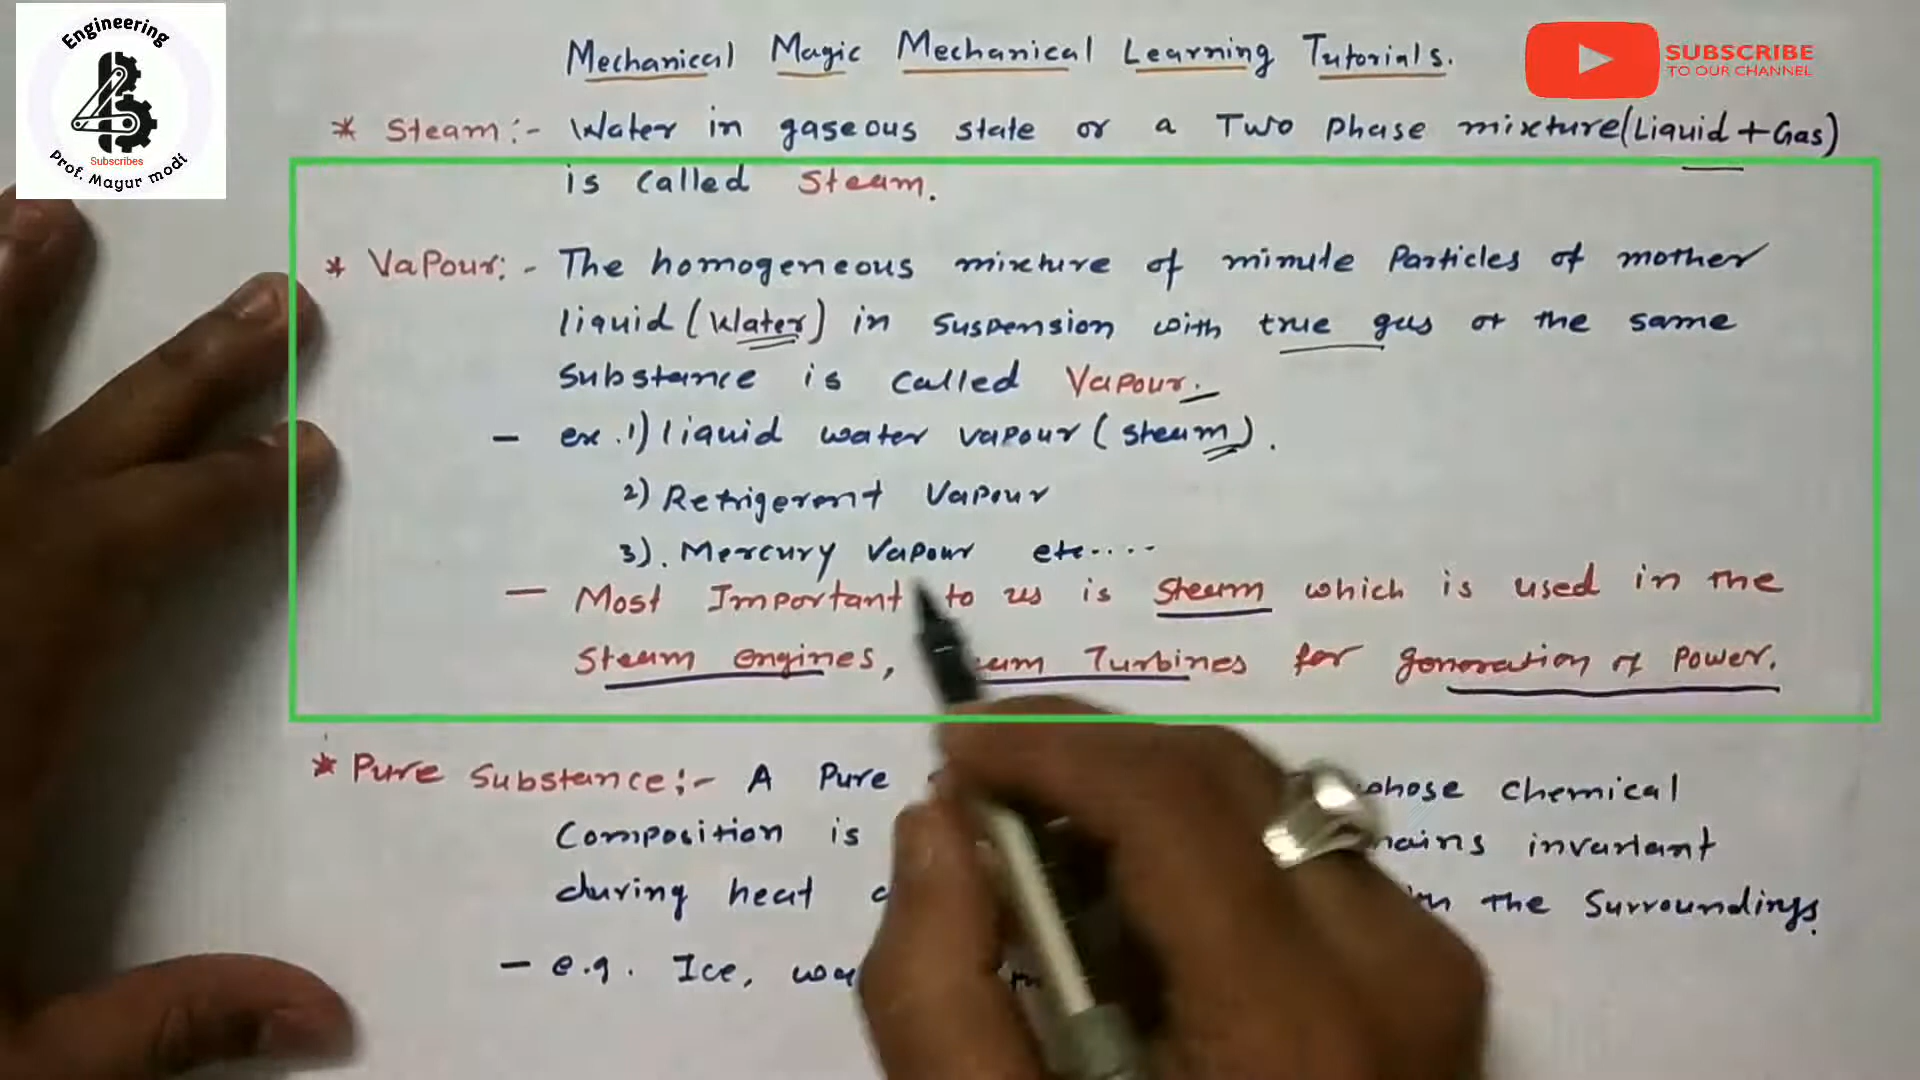 Engineering
Subscribes
Prof. Mayur modi
SUBSCRIBE
TO OUR CHANNEL
Mechanical Magic Mechanical Learning Tutorials.
* Steam:- Water in gaseous state or a Two Phase mixture(Liquid + Gas)
is called Steam.
* Vapour:- The homogeneous mixture of minute Particles of mother
liquid (Water) in Suspension with true gas of the same
Substance is called Vapour.
- ex. 1) liquid water vapour (steam).
2) Refrigerant Vapour
3). Mercury Vapour etc.....
- Most Important to us is Steam which is used in the
Steam engines, Turbines for generation of Power.
* Pure Substance:- A Pure chemical
Composition is invariant
during heat the Surroundings.
- e.g. Ice,